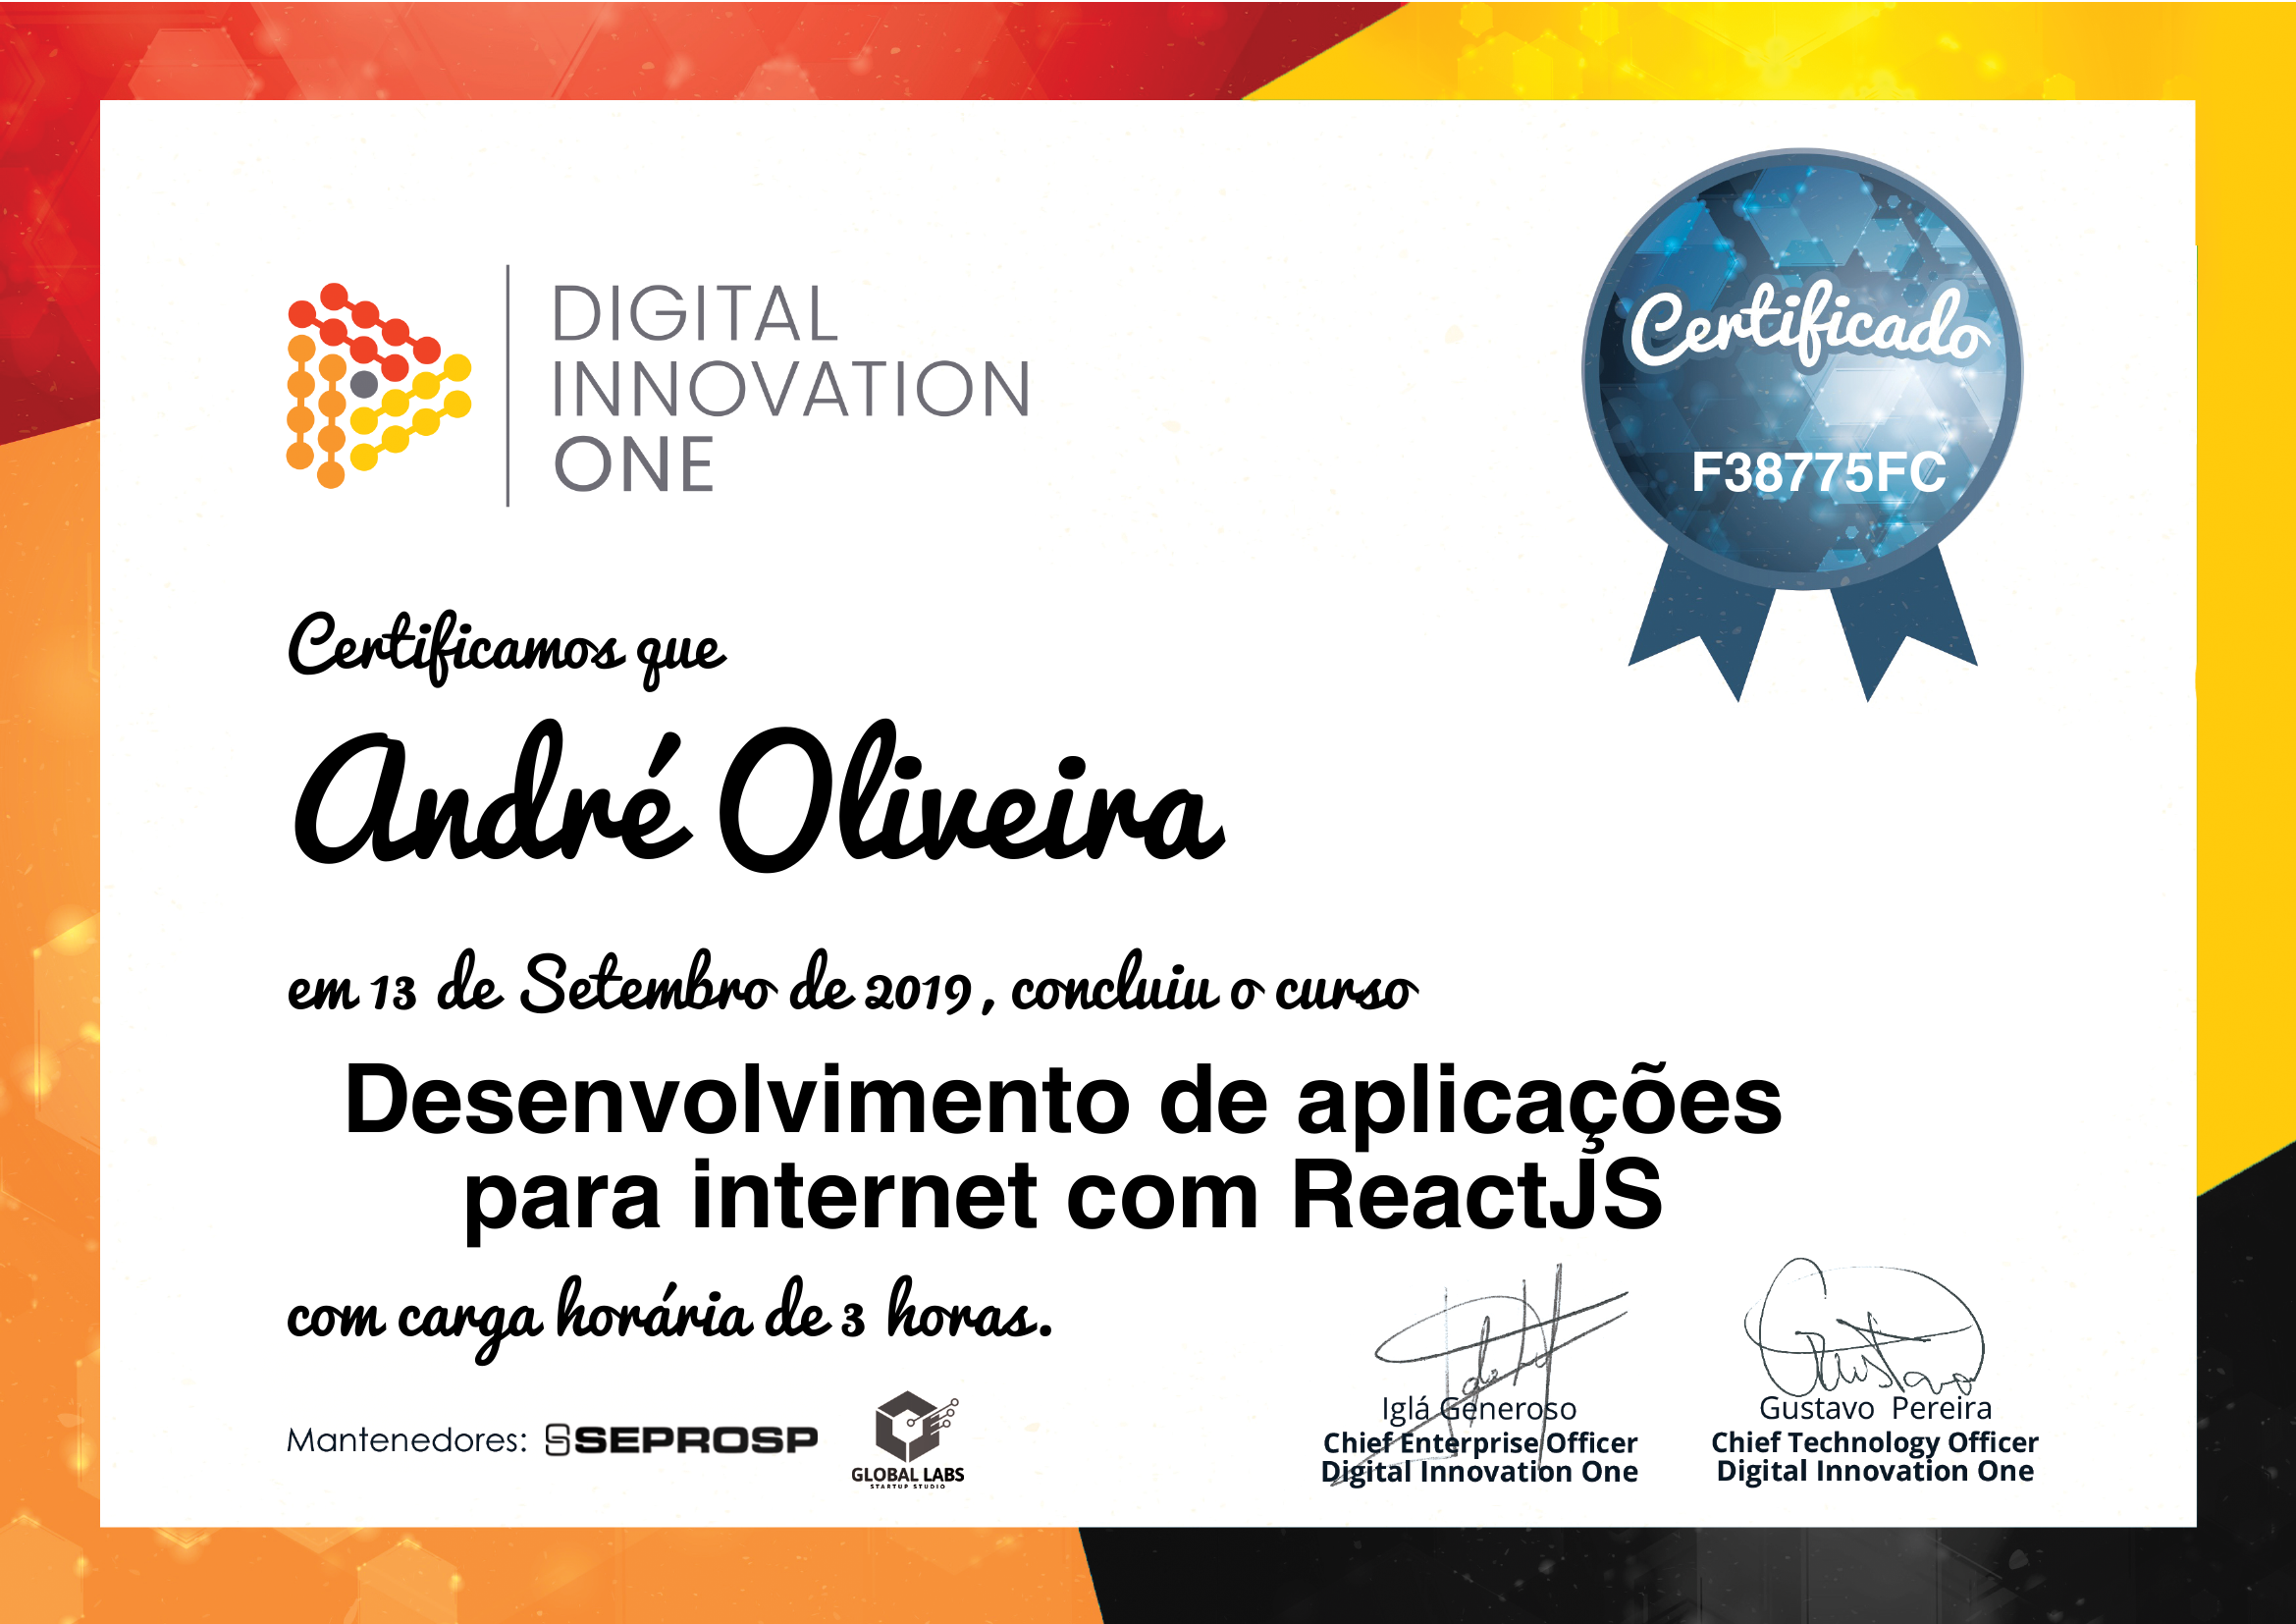 DIGITAL
INNOVATION
ONE
Certificado
F38775FC
Certificamos que
André Oliveira
em 13 de Setembro de 2019, concluiu o curso
Desenvolvimento de aplicações
para internet com ReactJS
com carga horária de 3 horas.
Mantenedores: SEPROSP
GLOBAL LABS
STARTUP STUDIO
Iglá Generoso
Chief Enterprise Officer
Digital Innovation One
Gustavo Pereira
Chief Technology Officer
Digital Innovation One